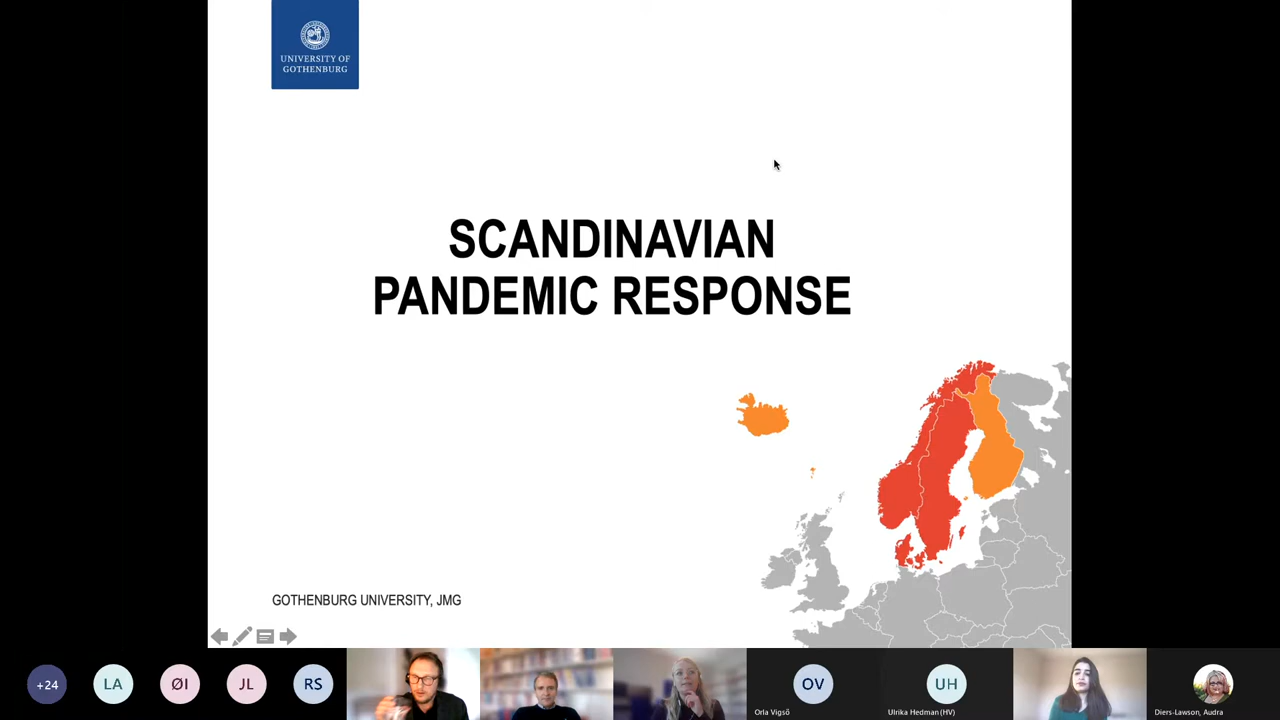 UNIVERSITY OF
GOTHENBURG
SCANDINAVIAN
PANDEMIC RESPONSE
GOTHENBURG UNIVERSITY, JMG
+24
LA
ØI
JL
RS
OV
Orla Vigsö
UH
Ulrika Hedman (HV)
Diers-Lawson, Audra